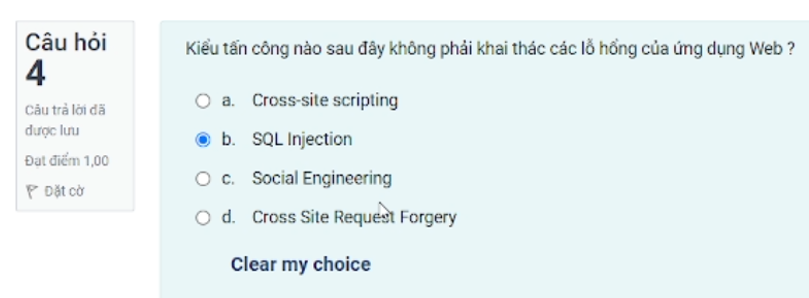 Câu hỏi
4
Câu trả lời đã
được lưu
Đạt điểm 1,00
Đặt cờ
Kiểu tấn công nào sau đây không phải khai thác các lỗ hổng của ứng dụng Web ?
a. Cross-site scripting
b. SQL Injection
c. Social Engineering
d. Cross Site Request Forgery
Clear my choice